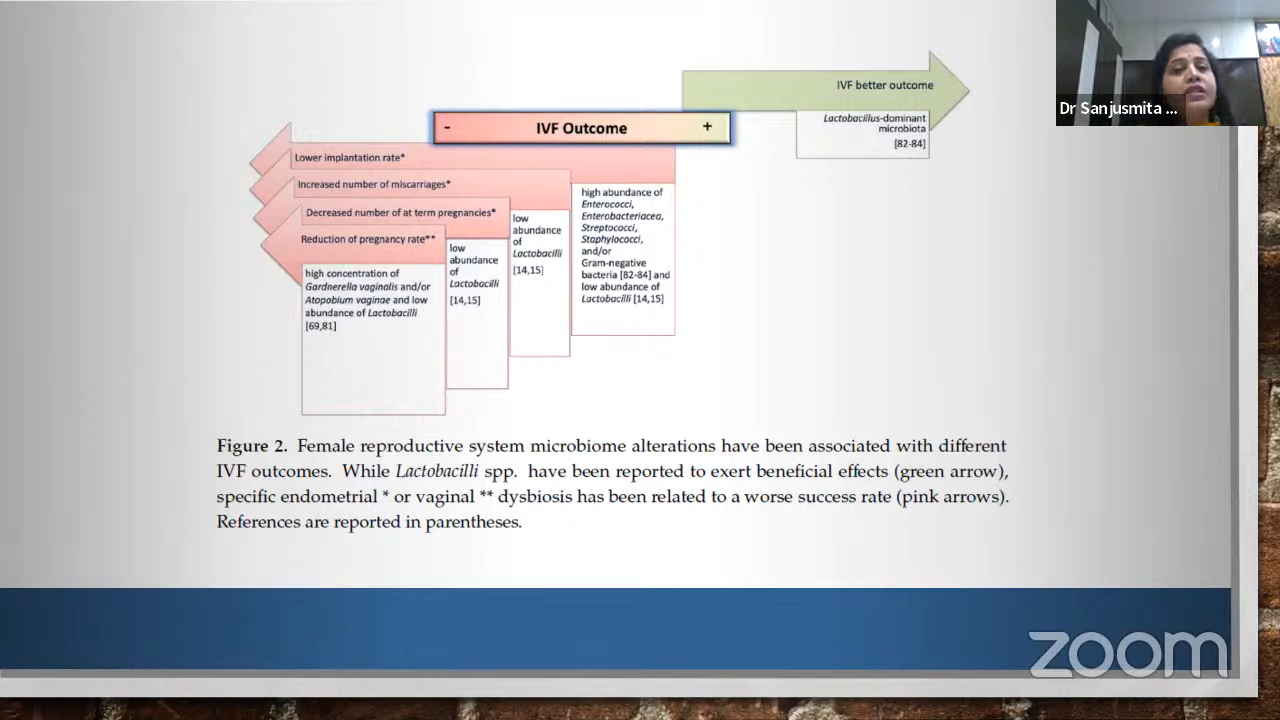 IVF better outcome
Dr Sanjusmita ...
Lactobacillus-dominant
microbiota
[82-84]
- IVF Outcome +
Lower implantation rate*
Increased number of miscarriages*
Decreased number of at term pregnancies*
Reduction of pregnancy rate**
high concentration of
Gardnerella vaginalis and/or
Atopobium vaginae and low
abundance of Lactobacilli
[69,81]
low
abundance
of
Lactobacilli
[14,15]
low
abundance
of
Lactobacilli
[14,15]
high abundance of
Enterococci,
Enterobacteriacea,
Streptococci,
Staphylococci,
and/or
Gram-negative
bacteria [82-84] and
low abundance of
Lactobacilli [14,15]
Figure 2. Female reproductive system microbiome alterations have been associated with different
IVF outcomes. While Lactobacilli spp. have been reported to exert beneficial effects (green arrow),
specific endometrial * or vaginal ** dysbiosis has been related to a worse success rate (pink arrows).
References are reported in parentheses.
zoom